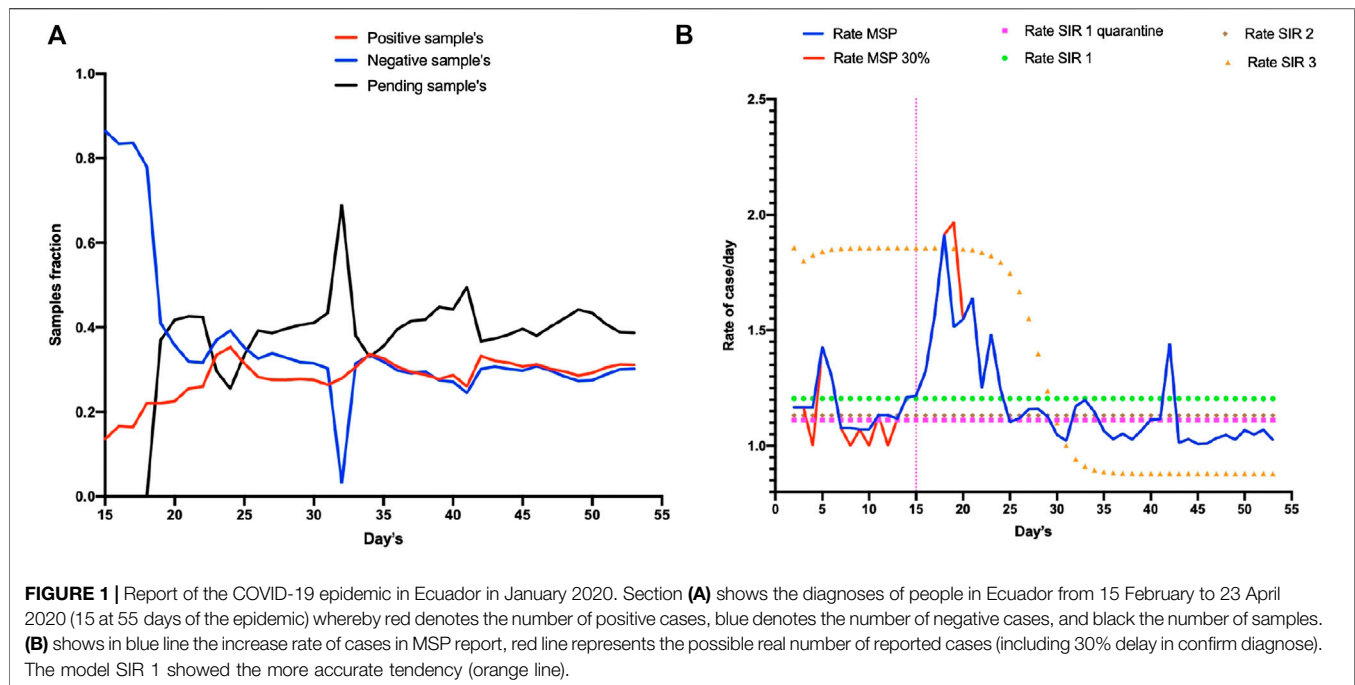 A
Positive sample's
Negative sample's
Pending sample's
1.0
0.8
0.6
0.4
0.2
0.0
Samples fraction
15 20 25 30 35 40 45 50 55
Day's
B
Rate MSP
Rate MSP 30%
Rate SIR 1 quarantine
Rate SIR 1
Rate SIR 2
Rate SIR 3
2.5
2.0
1.5
1.0
Rate of case/day
0 5 10 15 20 25 30 35 40 45 50 55
Day's
FIGURE 1 | Report of the COVID-19 epidemic in Ecuador in January 2020. Section (A) shows the diagnoses of people in Ecuador from 15 February to 23 April
2020 (15 at 55 days of the epidemic) whereby red denotes the number of positive cases, blue denotes the number of negative cases, and black the number of samples.
(B) shows in blue line the increase rate of cases in MSP report, red line represents the possible real number of reported cases (including 30% delay in confirm diagnose).
The model SIR 1 showed the more accurate tendency (orange line).